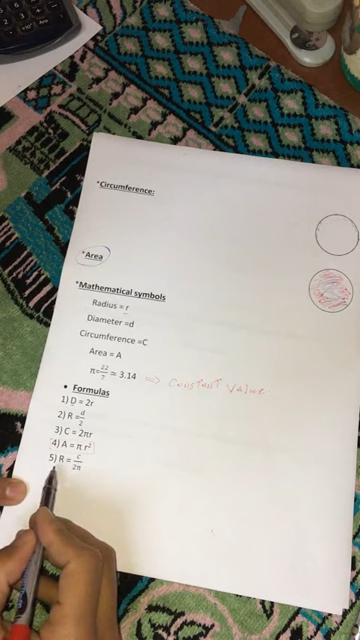 *Circumference:
*Area
*Mathematical symbols
Radius = r
Diameter =d
Circumference =C
Area = A
π=22/7 ≃ 3.14 ⇒ Constant Value
• Formulas
1) D = 2r
2) R = d/2
3) C = 2πr
4) A = π r²
5) R = c/2π